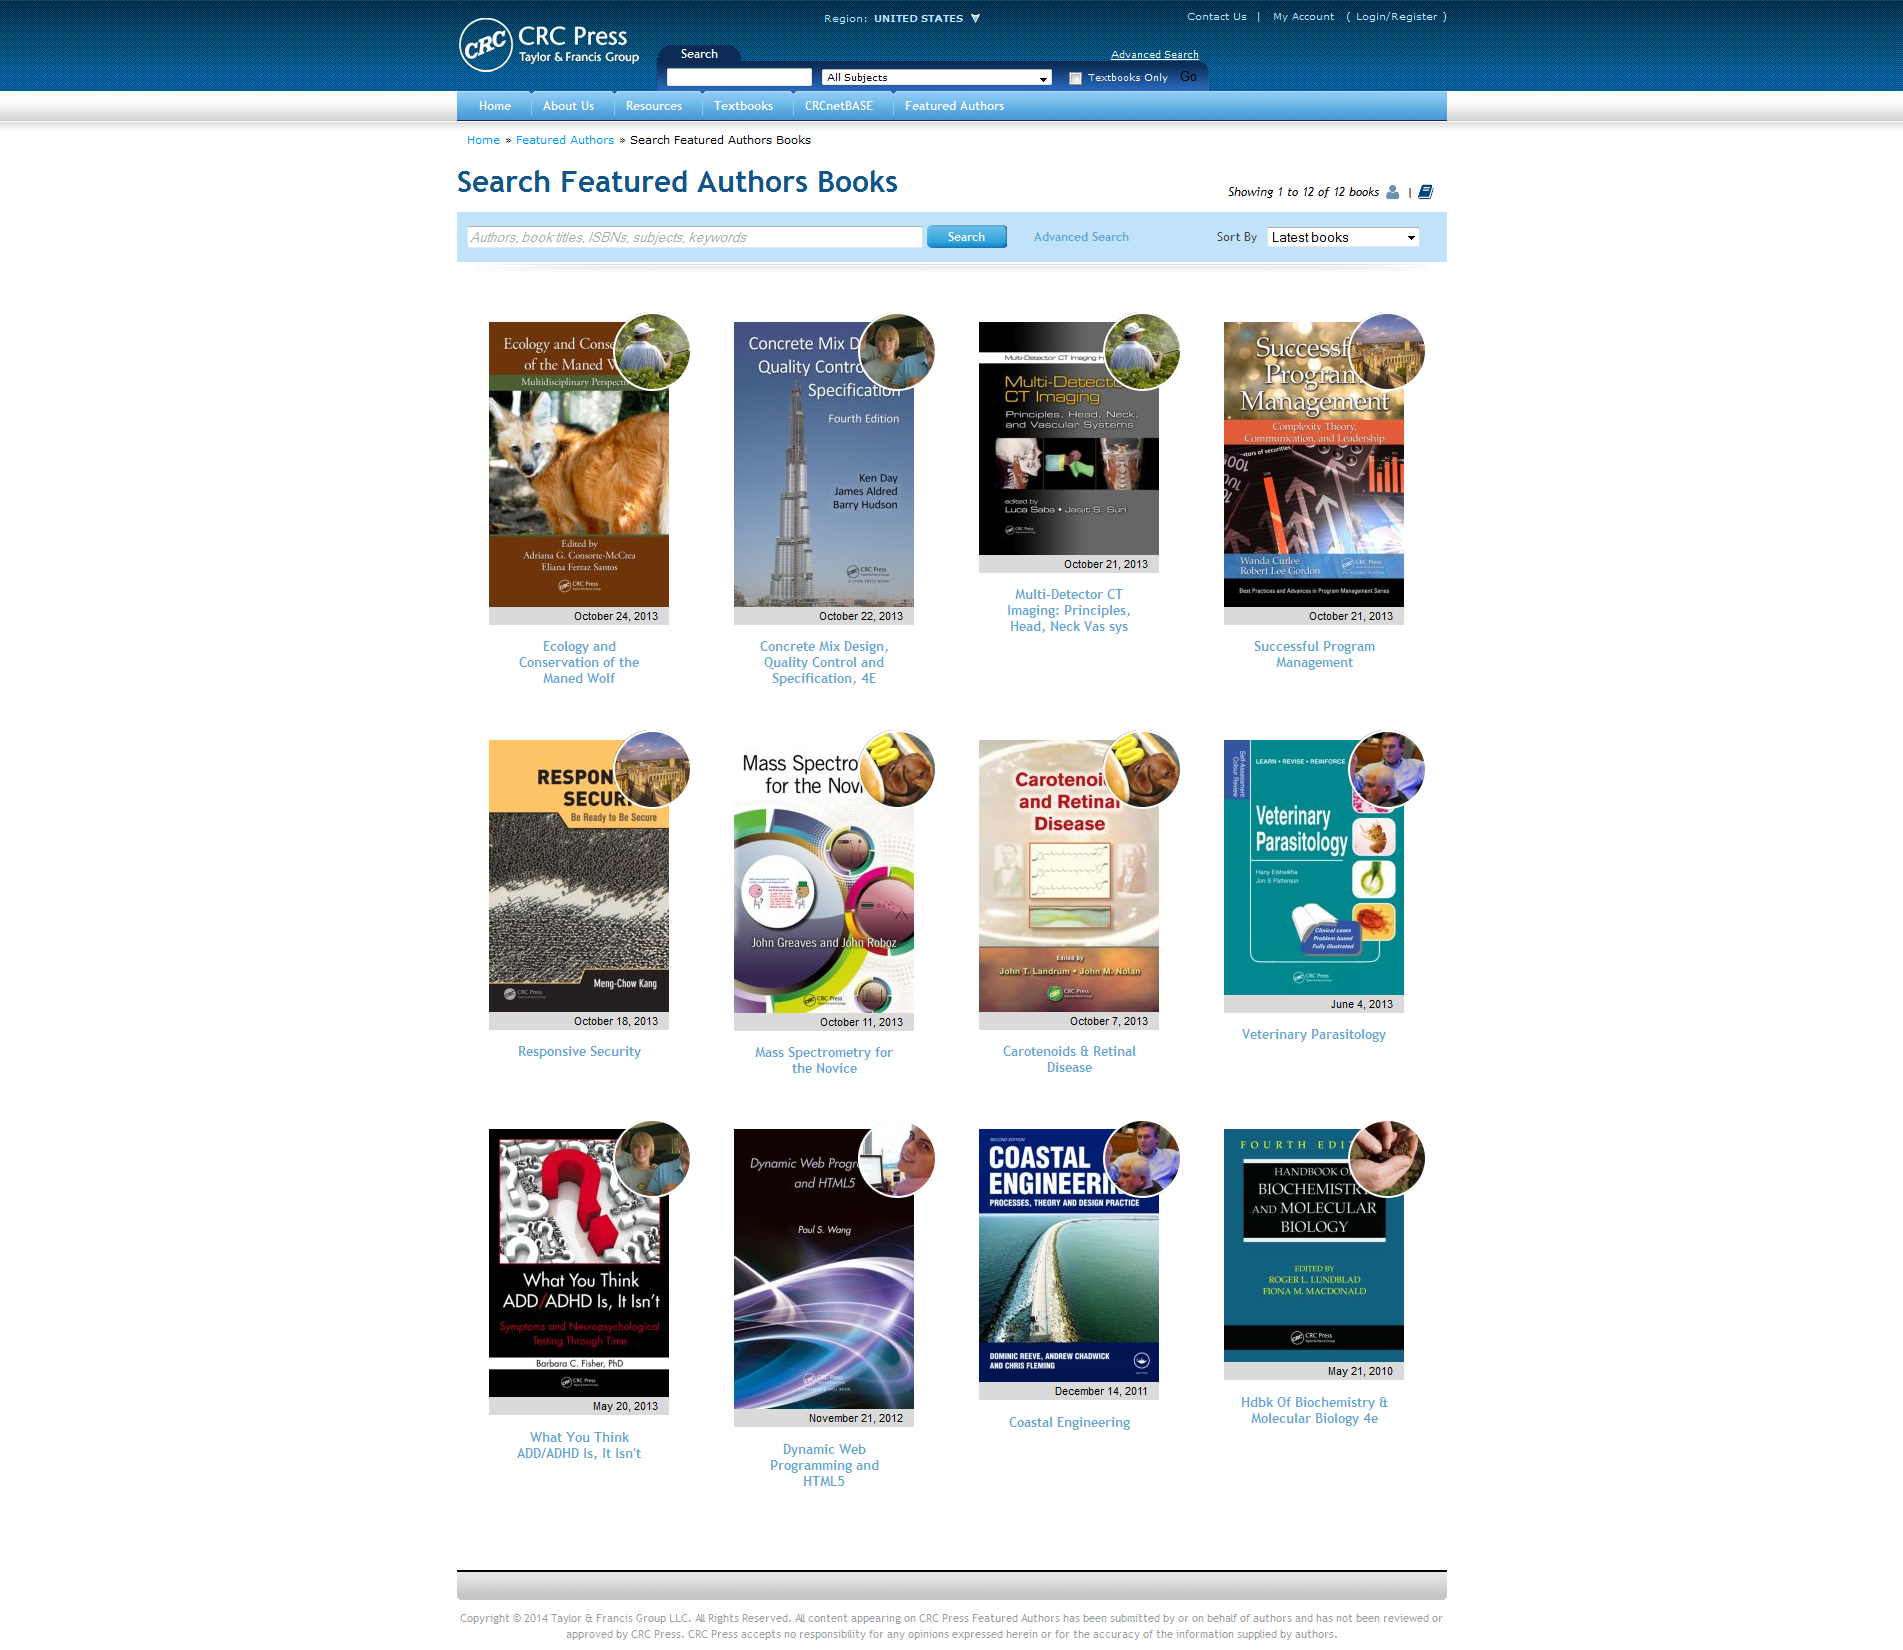 Region: UNITED STATES
Contact Us | My Account ( Login/Register )
CRC
CRC Press
Taylor & Francis Group
Search
Advanced Search
All Subjects
Textbooks Only
Go
Home
About Us
Resources
Textbooks
CRCnetBASE
Featured Authors
Home » Featured Authors » Search Featured Authors Books
Search Featured Authors Books
Showing 1 to 12 of 12 books |
Authors, book titles, ISBNs, subjects, keywords
Search
Advanced Search
Sort By
Latest books
Ecology and Conse
of the Maned W
Multidisciplinary Perspectiv
Edited by
Adriana G. Consorte-McCrea
Eliana Ferraz Santos
CRC Press
October 24, 2013
Ecology and
Conservation of the
Maned Wolf
Concrete Mix D
Quality Contro
Specification
Fourth Edition
Ken Day
James Aldred
Barry Hudson
CRC Press
October 22, 2013
Concrete Mix Design,
Quality Control and
Specification, 4E
Multi-Detector CT Imaging H
Multi-Detecto
CT Imaging
Principles, Head, Neck,
and Vascular Systems
edited by
Luca Saba • Jasjit S. Suri
CRC Press
October 21, 2013
Multi-Detector CT
Imaging: Principles,
Head, Neck Vas sys
Successf
Program
Management
Complexity Theory,
Communication, and Leadership
ators of securities
Wanda Curlee
Robert Lee Gordon
CRC Press
Best Practices and Advances in Program Management Series
October 21, 2013
Successful Program
Management
RESPON
SECURI
Be Ready to Be Secure
Meng-Chow Kang
CRC Press
October 18, 2013
Responsive Security
Mass Spectro
for the Novi
John Greaves and John Roboz
CRC Press
October 11, 2013
Mass Spectrometry for
the Novice
Carotenoi
and Retinal
Disease
Edited by
John T. Landrum • John M. Nolan
CRC Press
October 7, 2013
Carotenoids & Retinal
Disease
Self-Assessment
Colour Review
LEARN • REVISE • REINFORCE
Veterinary
Parasitology
Hany Elsheikha
Jon S Patterson
Clinical cases
Problem based
Fully illustrated
CRC Press
June 4, 2013
Veterinary Parasitology
What You Think
ADD/ADHD Is, It Isn't
Symptoms and Neuropsychological
Testing Through Time
Barbara C. Fisher, PhD
CRC Press
May 20, 2013
What You Think
ADD/ADHD Is, It Isn't
Dynamic Web Progr
and HTML5
Paul S. Wang
CRC Press
November 21, 2012
Dynamic Web
Programming and
HTML5
SECOND EDITION
COASTAL
ENGINEERIN
PROCESSES, THEORY AND DESIGN PRACTICE
DOMINIC REEVE, ANDREW CHADWICK
AND CHRIS FLEMING
December 14, 2011
Coastal Engineering
FOURTH EDI
HANDBOOK O
BIOCHEMISTRY
AND MOLECULAR
BIOLOGY
EDITED BY
ROGER L. LUNDBLAD
FIONA M. MACDONALD
CRC Press
May 21, 2010
Hdbk Of Biochemistry &
Molecular Biology 4e
Copyright © 2014 Taylor & Francis Group LLC. All Rights Reserved. All content appearing on CRC Press Featured Authors has been submitted by or on behalf of authors and has not been reviewed or
approved by CRC Press. CRC Press accepts no responsibility for any opinions expressed herein or for the accuracy of the information supplied by authors.